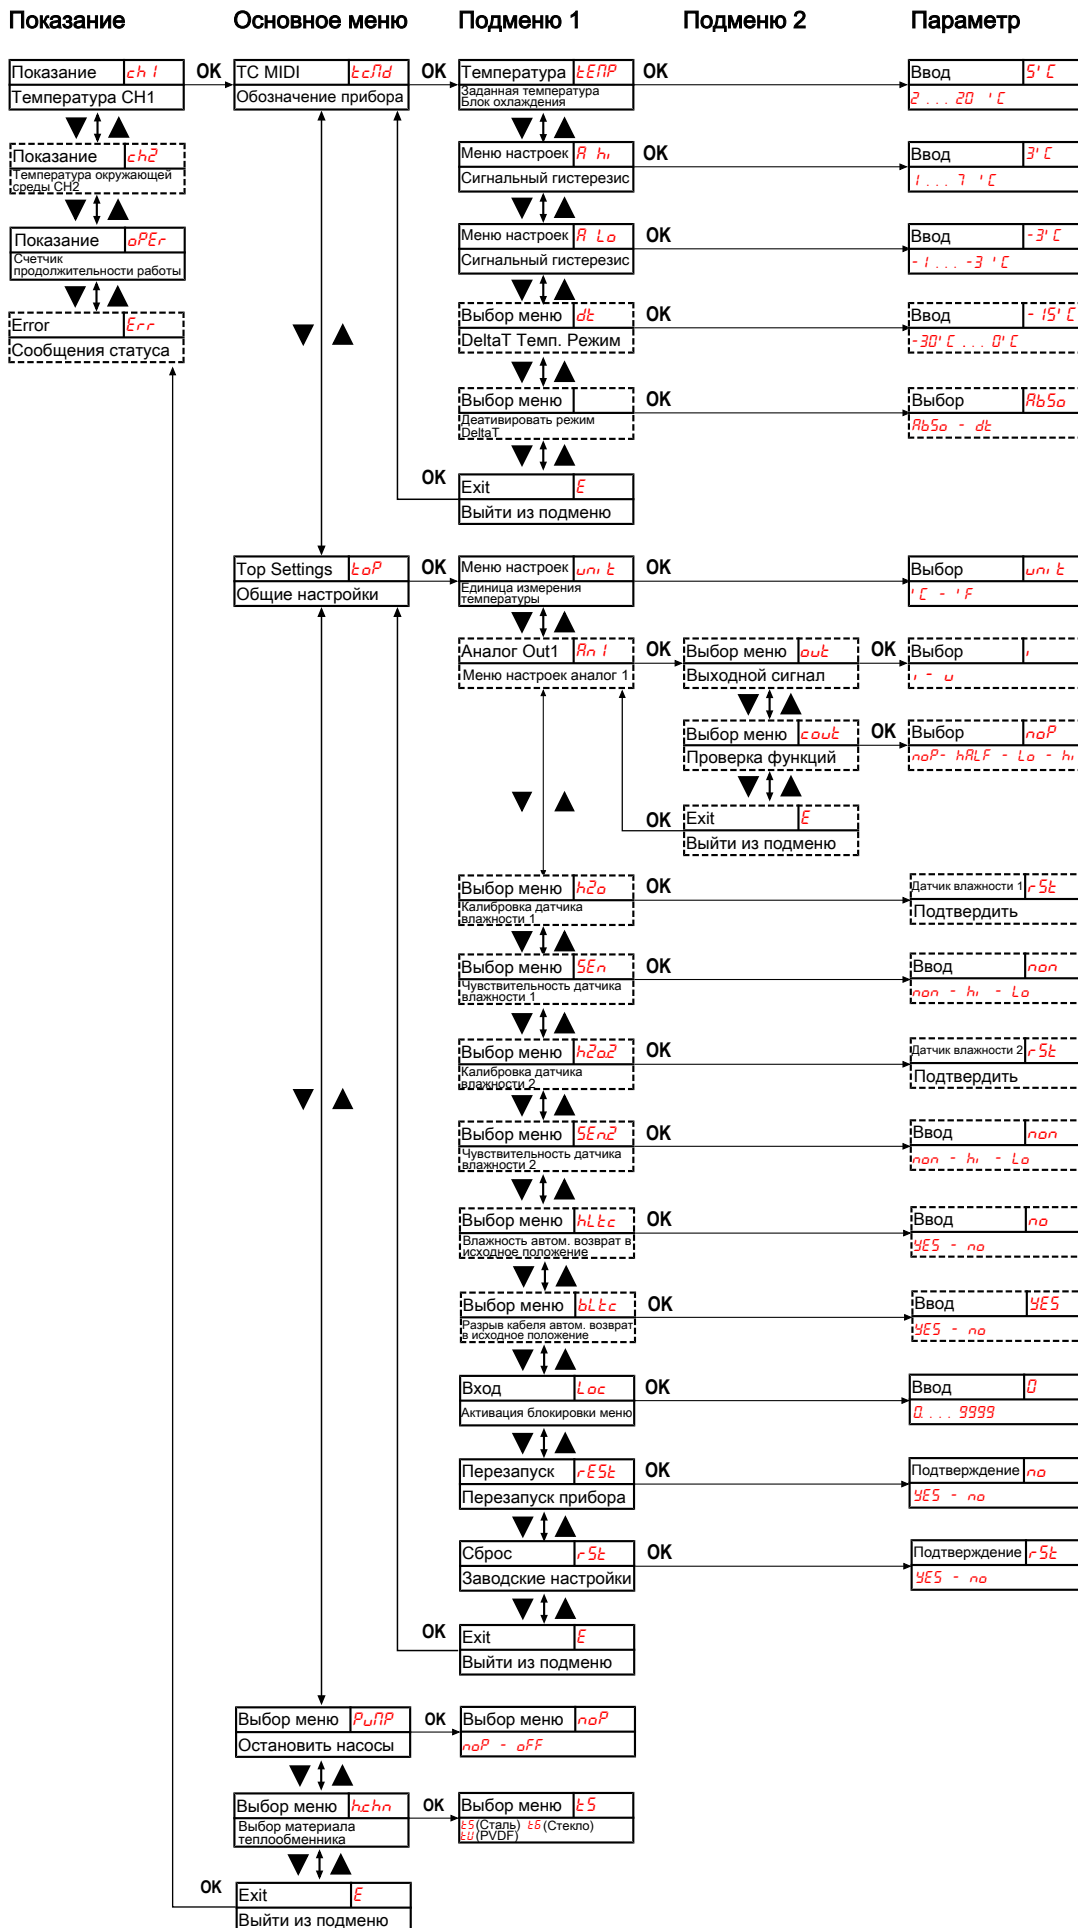 Показание Основное меню Подменю 1 Подменю 2 Параметр
Показание ch1 OK TC MIDI tc.Md OK Температура tEMP OK Ввод 5°C
Температура CH1 Обозначение прибора Заданная температура
Блок охлаждения 2 ... 20 °C
Показание ch2 Меню настроек A hi OK Ввод 3°C
Температура окружающей
среды CH2 Сигнальный гистерезис 1 ... 7 °C
Показание oPEr Меню настроек A Lo OK Ввод -3°C
Счетчик
продолжительности работы Сигнальный гистерезис -1 ... -3 °C
Error Err Выбор меню dt OK Ввод -15°C
Сообщения статуса DeltaT Темп. Режим -30°C ... 0°C
Выбор меню OK Выбор AbSo
Деативировать режим
DeltaT AbSo - dt
OK Exit E
Выйти из подменю
Top Settings toP OK Меню настроек unit OK Выбор unit
Общие настройки Единица измерения
температуры °C - °F
Аналог Out1 An1 OK Выбор меню out OK Выбор i
Меню настроек аналог 1 Выходной сигнал i - u
Выбор меню cout OK Выбор noP
Проверка функций noP- hALF - Lo - hi
OK Exit E
Выйти из подменю
Выбор меню h2o OK Датчик влажности 1 rSt
Калибровка датчика
влажности 1 Подтвердить
Выбор меню SEn OK Ввод non
Чувствительность датчика
влажности 1 non - hi - Lo
Выбор меню h2o.2 OK Датчик влажности 2 rSt
Калибровка датчика
влажности 2 Подтвердить
Выбор меню SEn.2 OK Ввод non
Чувствительность датчика
влажности 2 non - hi - Lo
Выбор меню hLtc OK Ввод no
Влажность автом. возврат в
исходное положение YES - no
Выбор меню bLtc OK Ввод YES
Разрыв кабеля автом. возврат
в исходное положение YES - no
Вход Loc OK Ввод 0
Активация блокировки меню 0. ... 9999
Перезапуск rESt OK Подтверждение no
Перезапуск прибора YES - no
Сброс rSt OK Подтверждение rSt
Заводские настройки YES - no
OK Exit E
Выйти из подменю
Выбор меню PuMP OK Выбор меню noP
Остановить насосы noP - oFF
Выбор меню h.chn OK Выбор меню tS
Выбор материала
теплообменника tS(Сталь) tG(Стекло)
tU(PVDF)
OK Exit E
Выйти из подменю